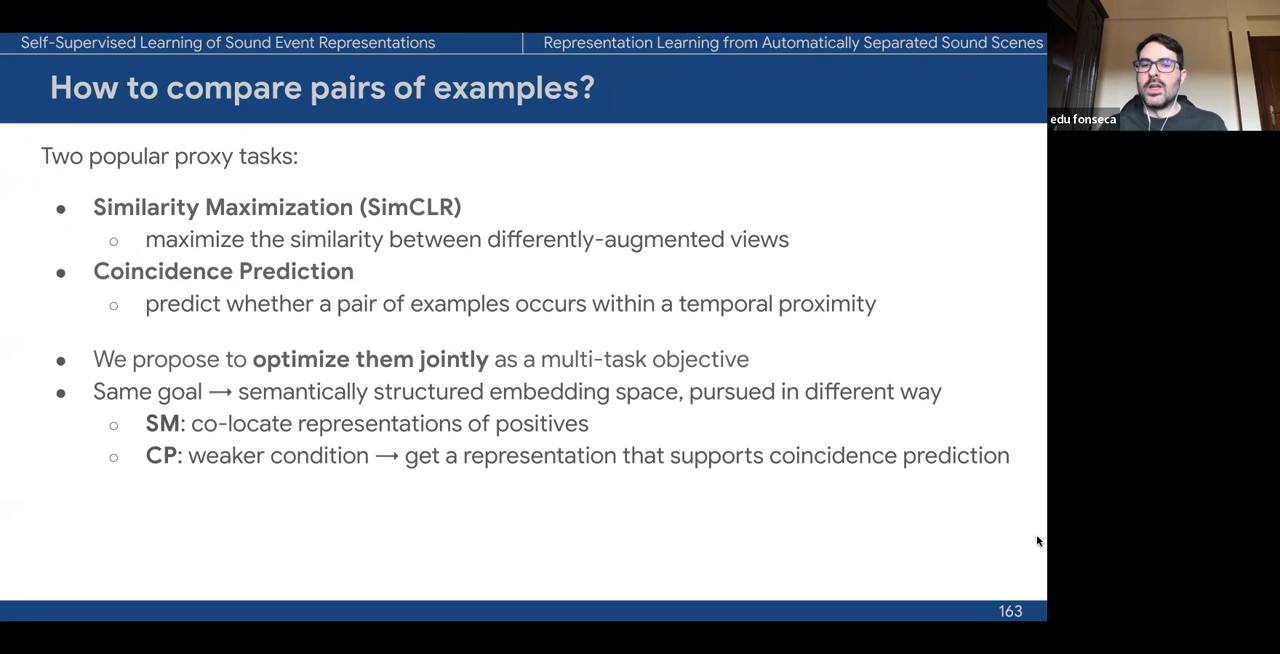 Self-Supervised Learning of Sound Event Representations
Representation Learning from Automatically Separated Sound Scenes
How to compare pairs of examples?
edu fonseca
Two popular proxy tasks:
● Similarity Maximization (SimCLR)
○ maximize the similarity between differently-augmented views
● Coincidence Prediction
○ predict whether a pair of examples occurs within a temporal proximity
● We propose to optimize them jointly as a multi-task objective
● Same goal → semantically structured embedding space, pursued in different way
○ SM: co-locate representations of positives
○ CP: weaker condition → get a representation that supports coincidence prediction
163